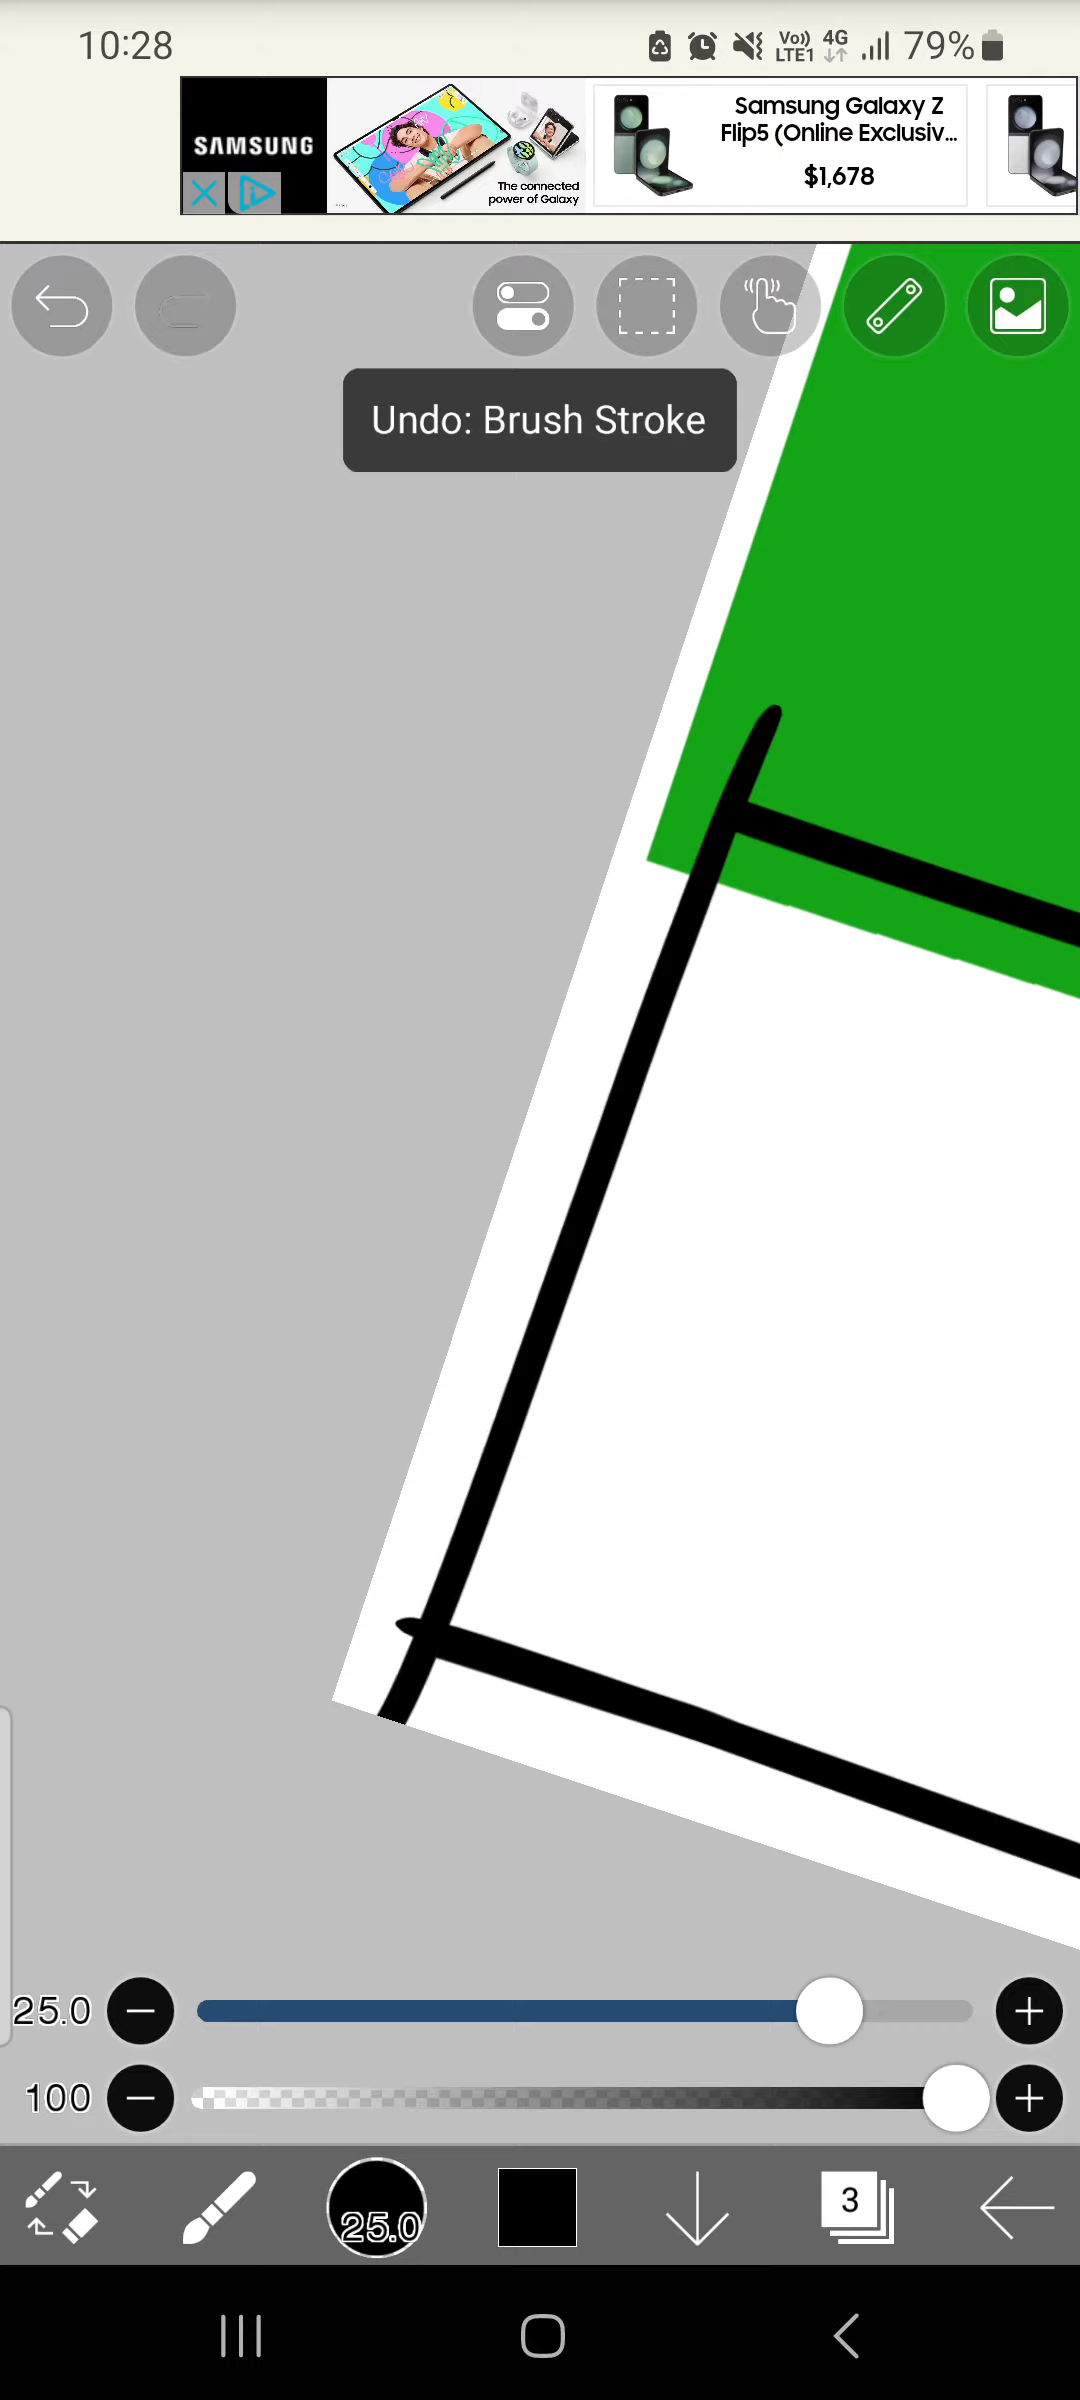 10:28
Vo)) 4G 79%
LTE1
SAMSUNG
The connected
power of Galaxy
Samsung Galaxy Z
Flip5 (Online Exclusiv...
$1,678
Undo: Brush Stroke
25.0
100
25.0
3